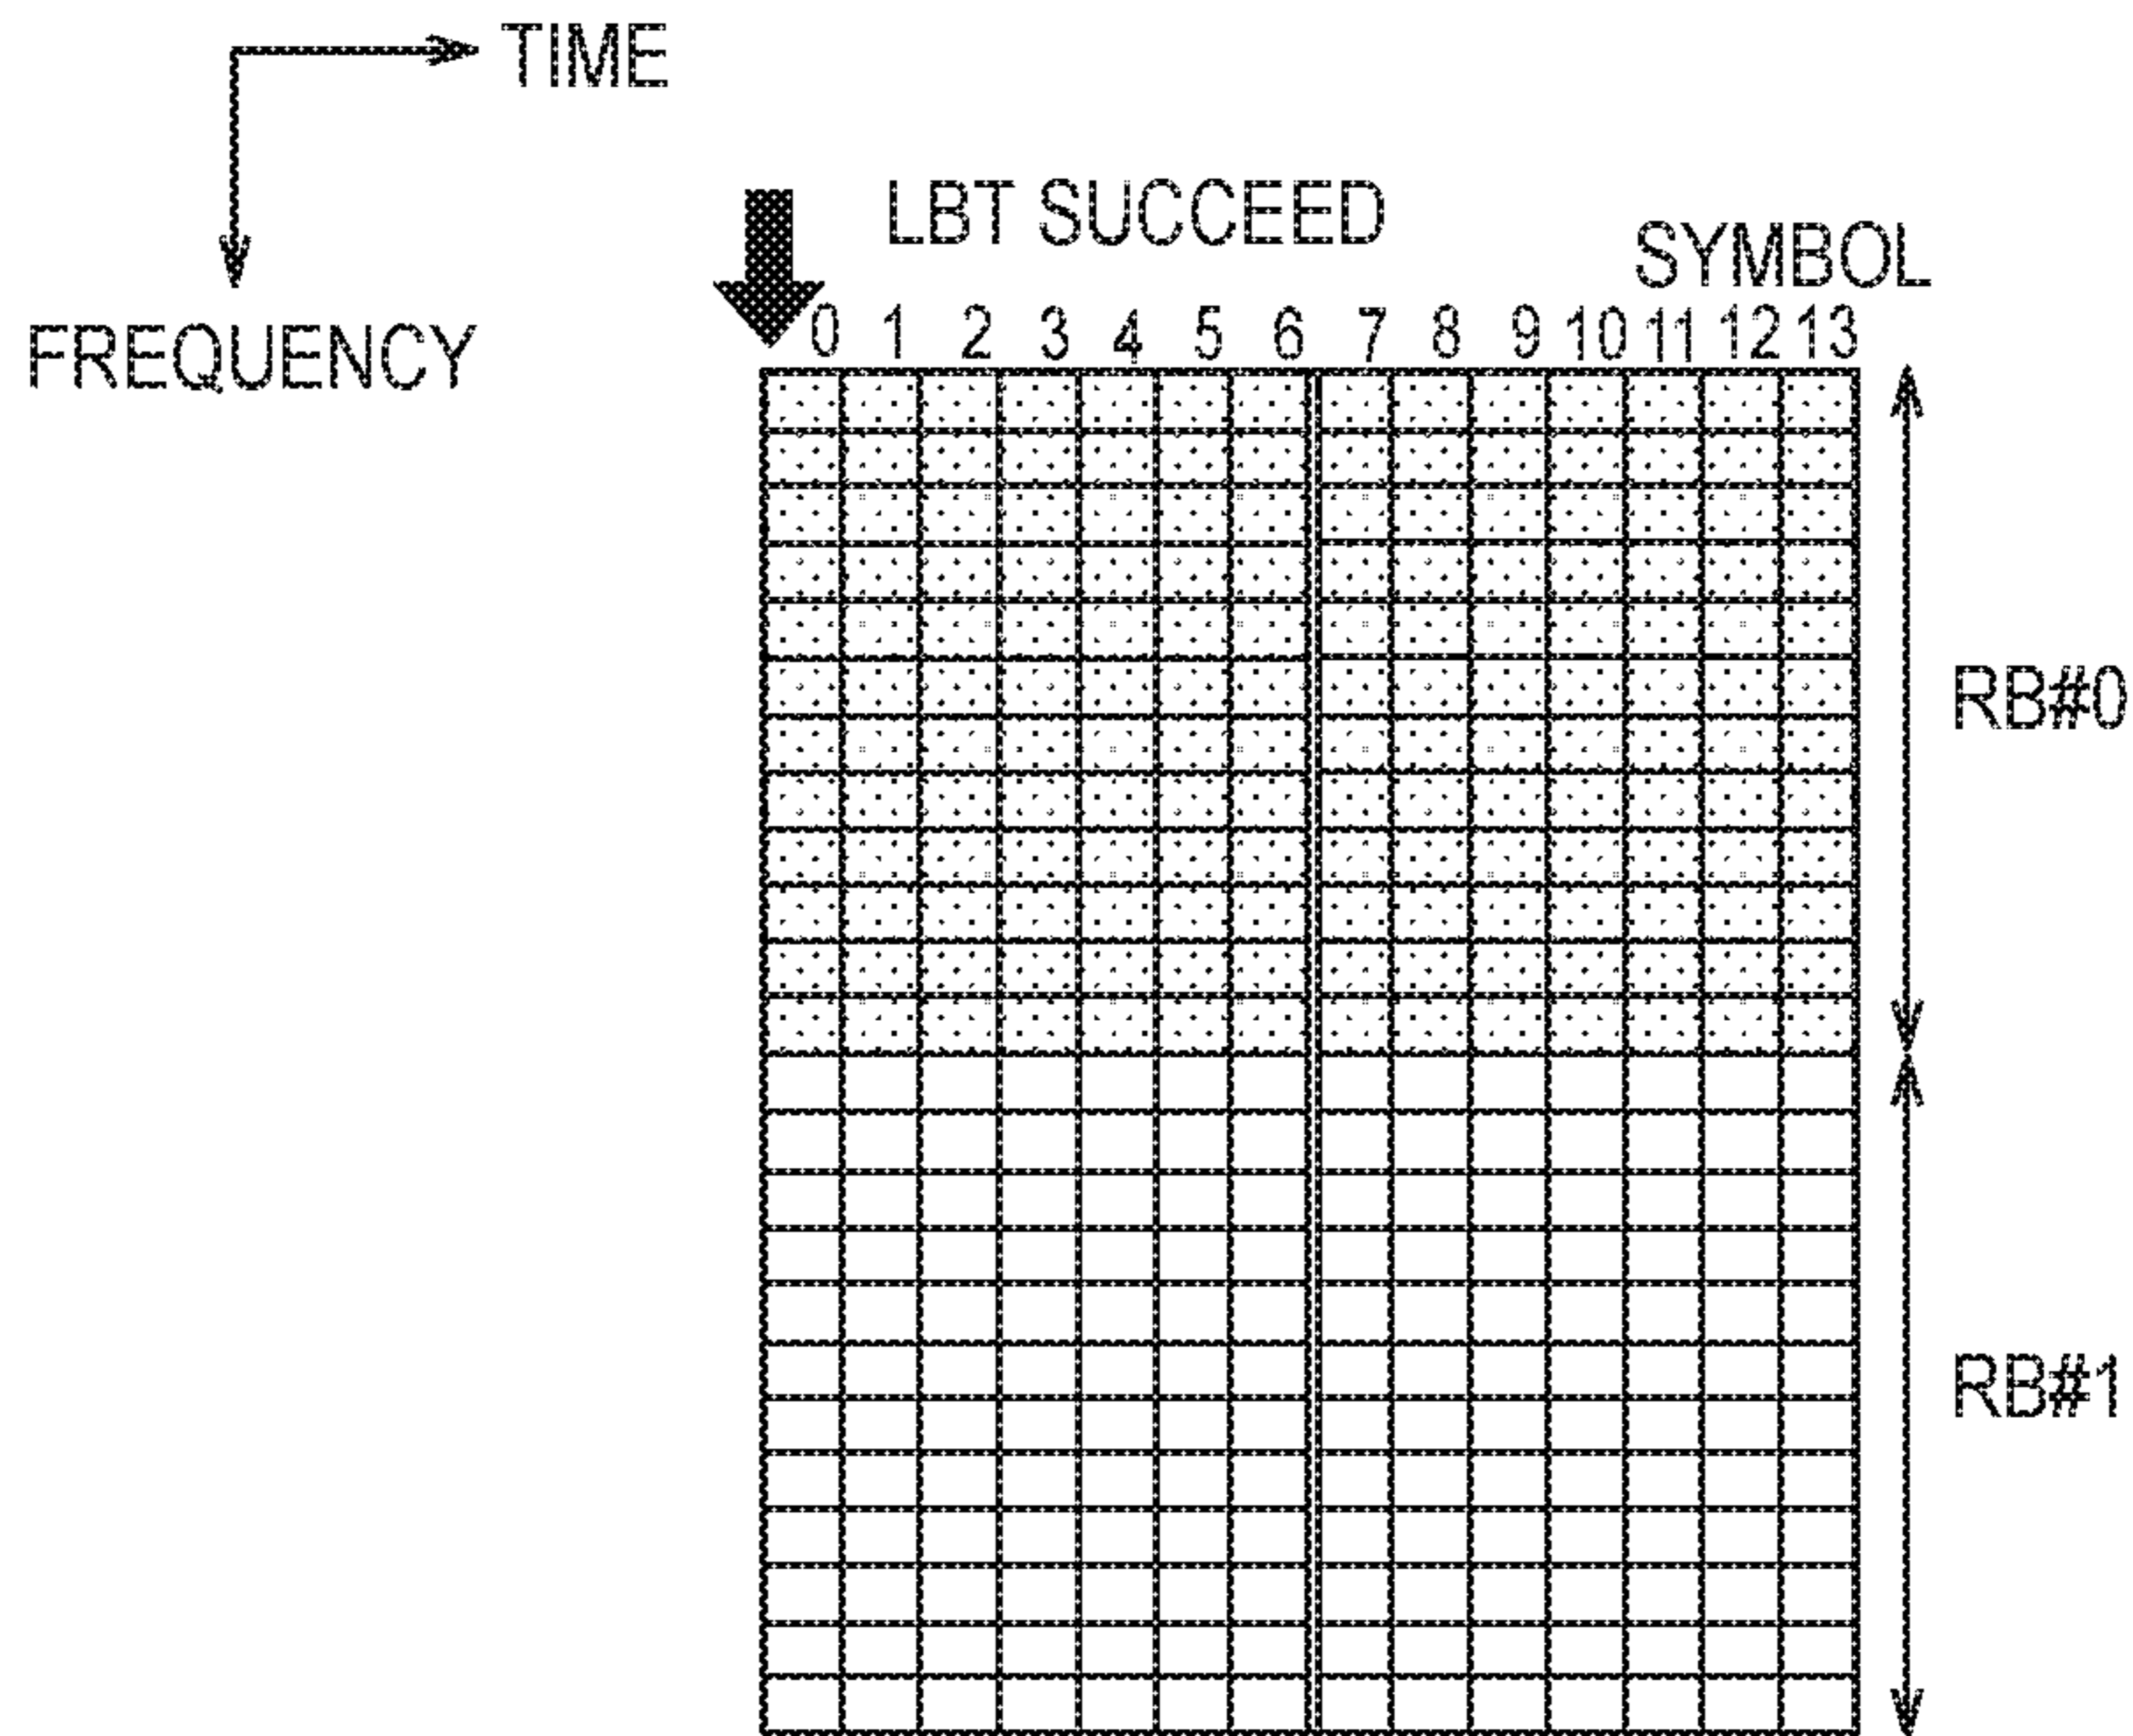 TIME
FREQUENCY
LBT SUCCEED
SYMBOL
0 1 2 3 4 5 6 7 8 9 10 11 12 13
RB#0
RB#1